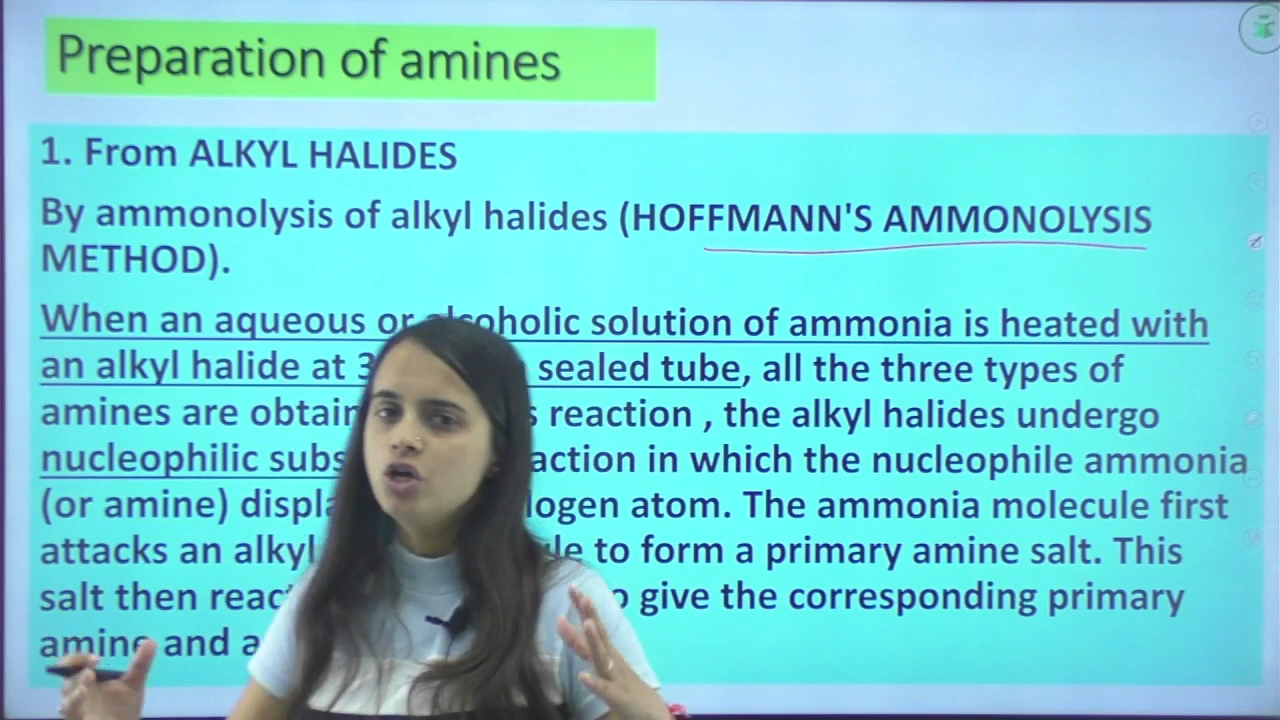 Preparation of amines
1. From ALKYL HALIDES
By ammonolysis of alkyl halides (HOFFMANN'S AMMONOLYSIS
METHOD).
When an aqueous or alcoholic solution of ammonia is heated with
an alkyl halide at sealed tube, all the three types of
amines are reaction , the alkyl halides undergo
nucleophilic in which the nucleophile ammonia
(or amine) atom. The ammonia molecule first
attacks an to form a primary amine salt. This
salt then give the corresponding primary
amine and